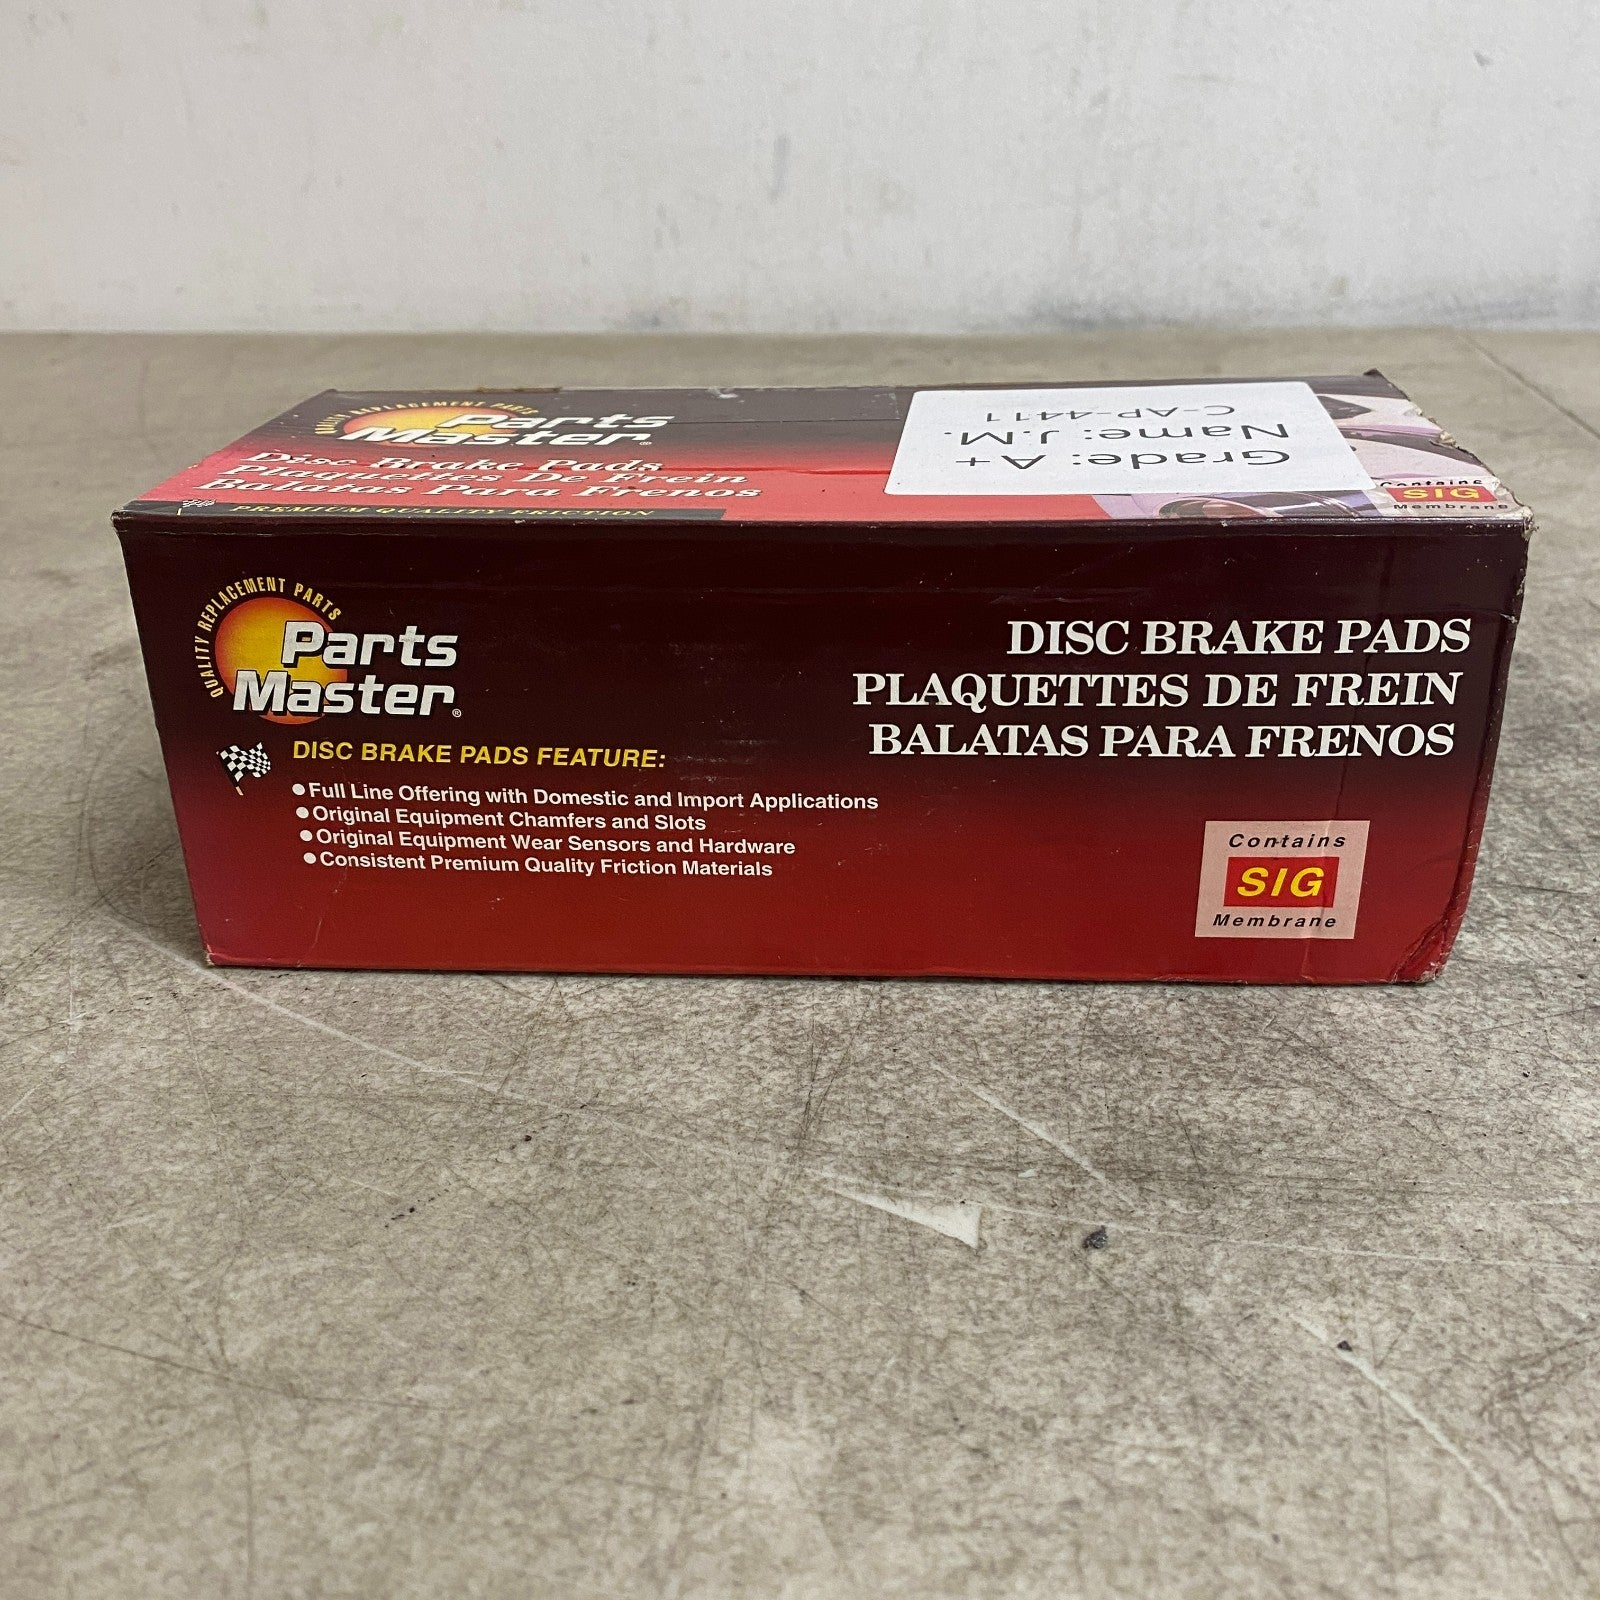 QUALITY REPLACEMENT PARTS
Parts
Master®
Disc Brake Pads
Plaquettes De Frein
Balatas Para Frenos
PREMIUM QUALITY FRICTION
Grade: A+
Name: J.M.
C-AP-4411
Contains
SIG
Membrane
QUALITY REPLACEMENT PARTS
Parts
Master®
DISC BRAKE PADS FEATURE:
● Full Line Offering with Domestic and Import Applications
● Original Equipment Chamfers and Slots
● Original Equipment Wear Sensors and Hardware
● Consistent Premium Quality Friction Materials
DISC BRAKE PADS
PLAQUETTES DE FREIN
BALATAS PARA FRENOS
Contains
SIG
Membrane